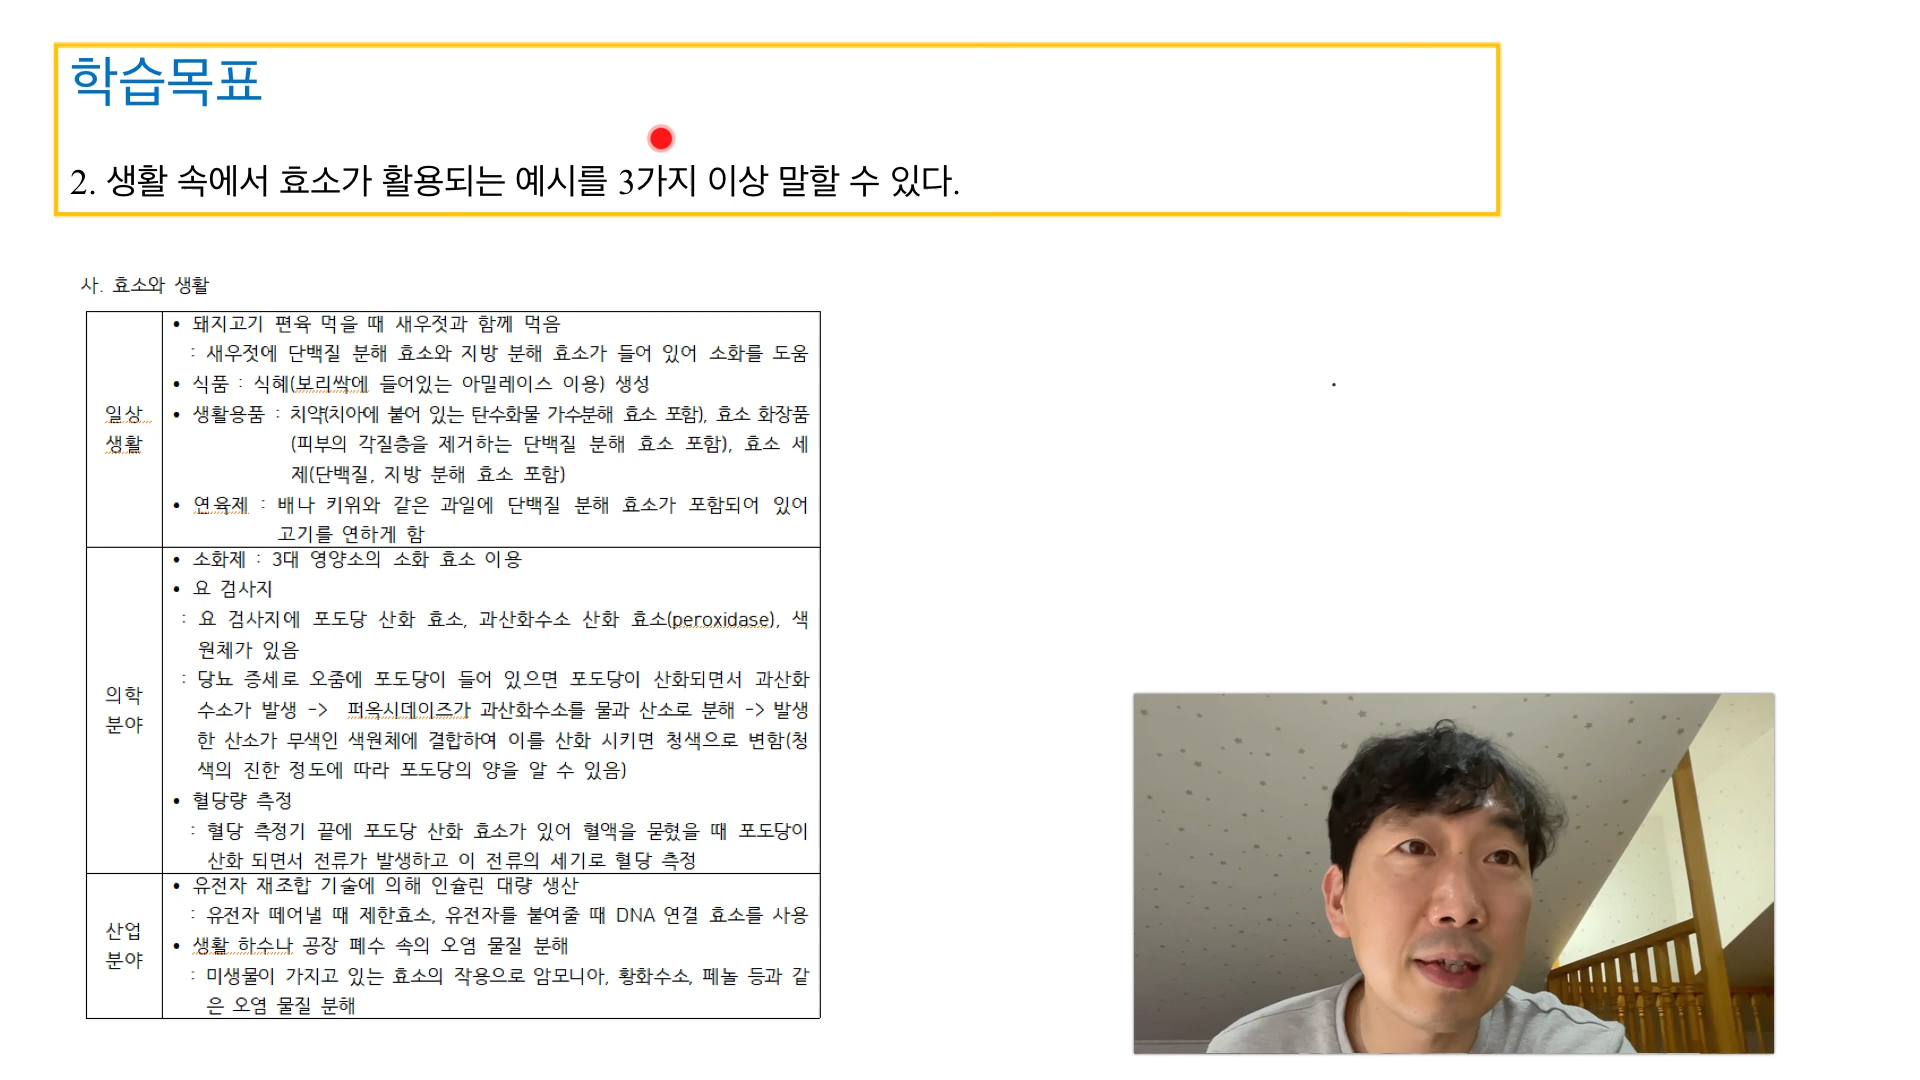 학습목표
2. 생활 속에서 효소가 활용되는 예시를 3가지 이상 말할 수 있다.
사. 효소와 생활
일상
생활
• 돼지고기 편육 먹을 때 새우젓과 함께 먹음
: 새우젓에 단백질 분해 효소와 지방 분해 효소가 들어 있어 소화를 도움
• 식품 : 식혜(보리싹에 들어있는 아밀레이스 이용) 생성
• 생활용품 : 치약(치아에 붙어 있는 탄수화물 가수분해 효소 포함), 효소 화장품
(피부의 각질층을 제거하는 단백질 분해 효소 포함), 효소 세
제(단백질, 지방 분해 효소 포함)
• 연육제 : 배나 키위와 같은 과일에 단백질 분해 효소가 포함되어 있어
고기를 연하게 함
의학
분야
• 소화제 : 3대 영양소의 소화 효소 이용
• 요 검사지
: 요 검사지에 포도당 산화 효소, 과산화수소 산화 효소(peroxidase), 색
원체가 있음
: 당뇨 증세로 오줌에 포도당이 들어 있으면 포도당이 산화되면서 과산화
수소가 발생 -> 퍼옥시데이즈가 과산화수소를 물과 산소로 분해 -> 발생
한 산소가 무색인 색원체에 결합하여 이를 산화 시키면 청색으로 변함(청
색의 진한 정도에 따라 포도당의 양을 알 수 있음)
• 혈당량 측정
: 혈당 측정기 끝에 포도당 산화 효소가 있어 혈액을 묻혔을 때 포도당이
산화 되면서 전류가 발생하고 이 전류의 세기로 혈당 측정
산업
분야
• 유전자 재조합 기술에 의해 인슐린 대량 생산
: 유전자 떼어낼 때 제한효소, 유전자를 붙여줄 때 DNA 연결 효소를 사용
• 생활 하수나 공장 폐수 속의 오염 물질 분해
: 미생물이 가지고 있는 효소의 작용으로 암모니아, 황화수소, 페놀 등과 같
은 오염 물질 분해